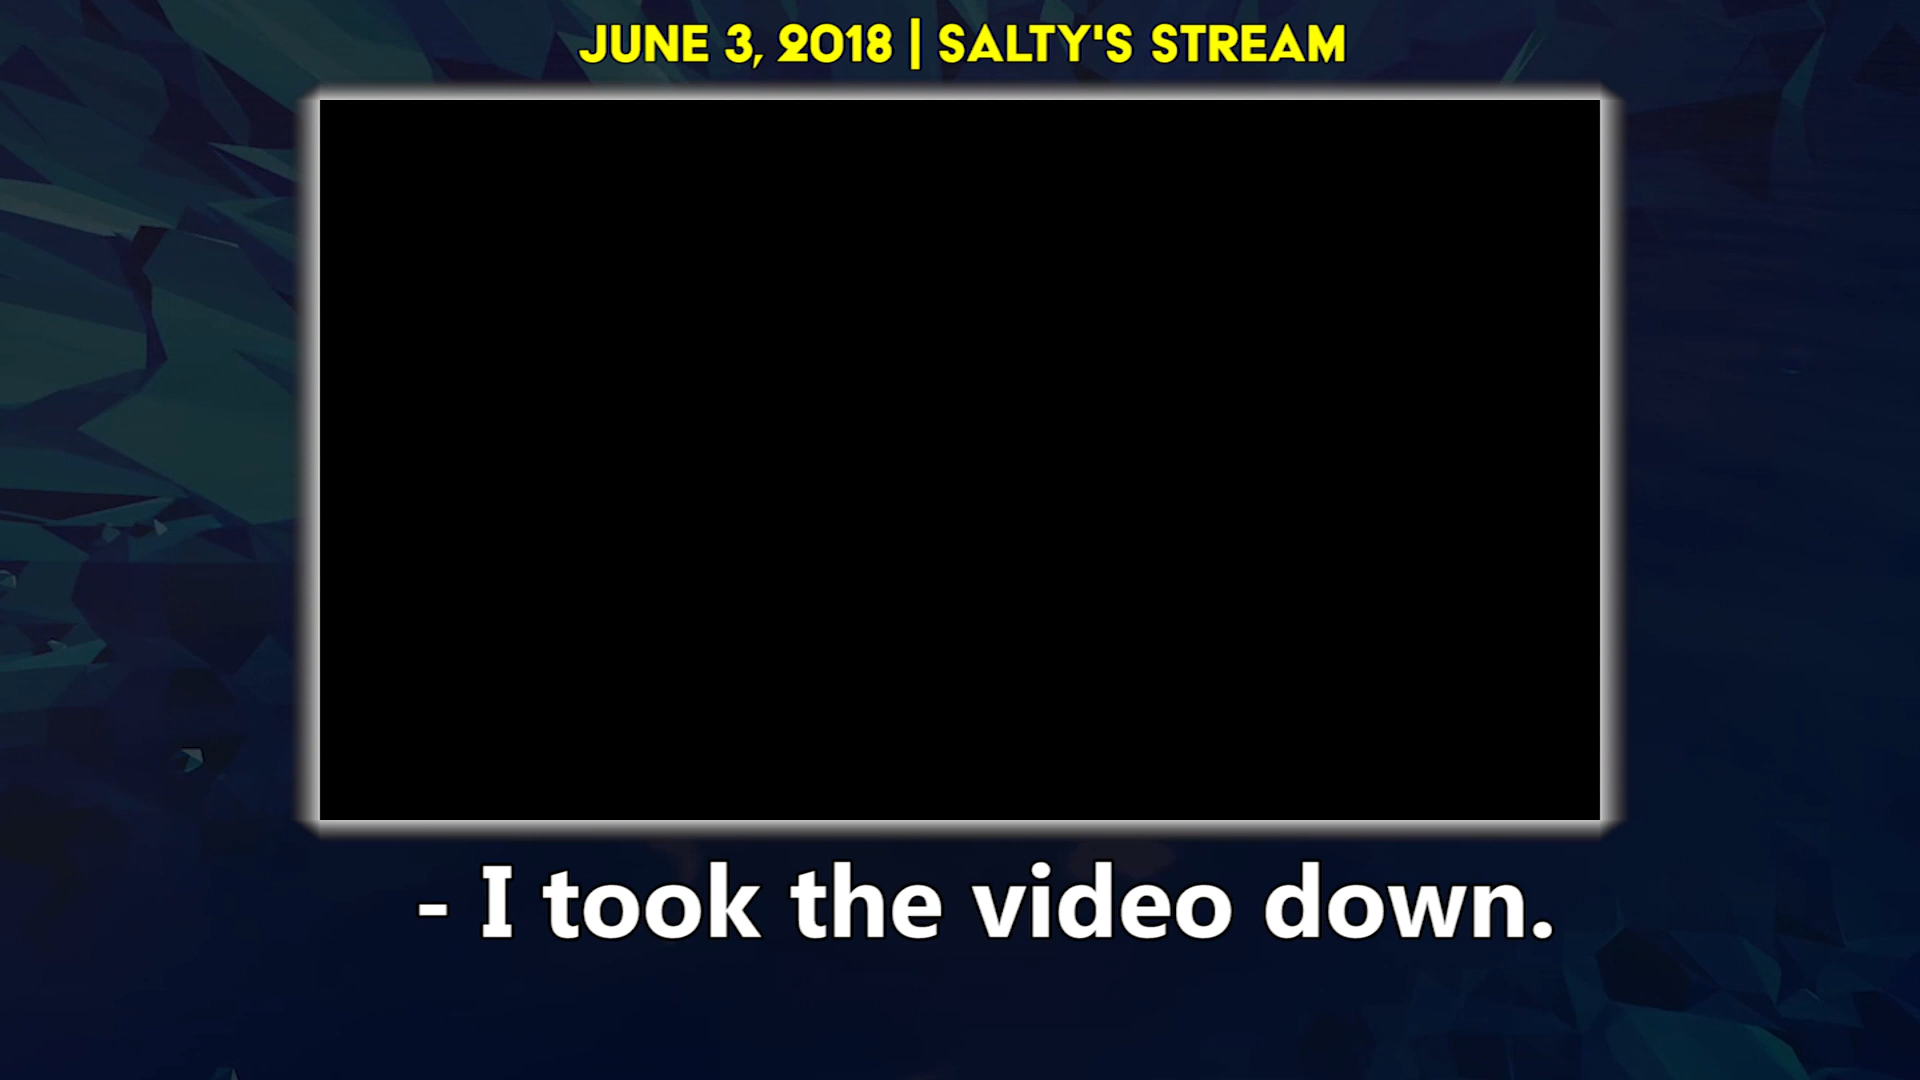 JUNE 3, 2018 | SALTY'S STREAM
- I took the video down.